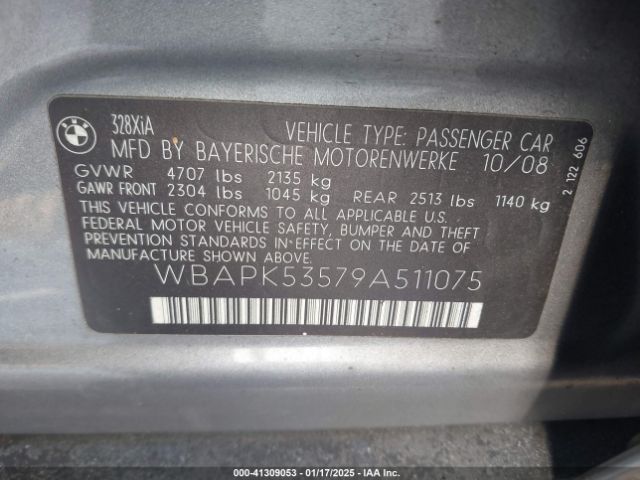 BMW
328XiA
VEHICLE TYPE: PASSENGER CAR
MFD BY BAYERISCHE MOTORENWERKE 10/08
GVWR 4707 lbs 2135 kg
GAWR FRONT 2304 lbs 1045 kg REAR 2513 lbs 1140 kg
THIS VEHICLE CONFORMS TO ALL APPLICABLE U.S.
FEDERAL MOTOR VEHICLE SAFETY, BUMPER AND THEFT
PREVENTION STANDARDS IN EFFECT ON THE DATE OF
MANUFACTURE SHOWN ABOVE.
WBAPK53579A511075
2 122 606
000-41309053 - 01/17/2025 - IAA Auctions